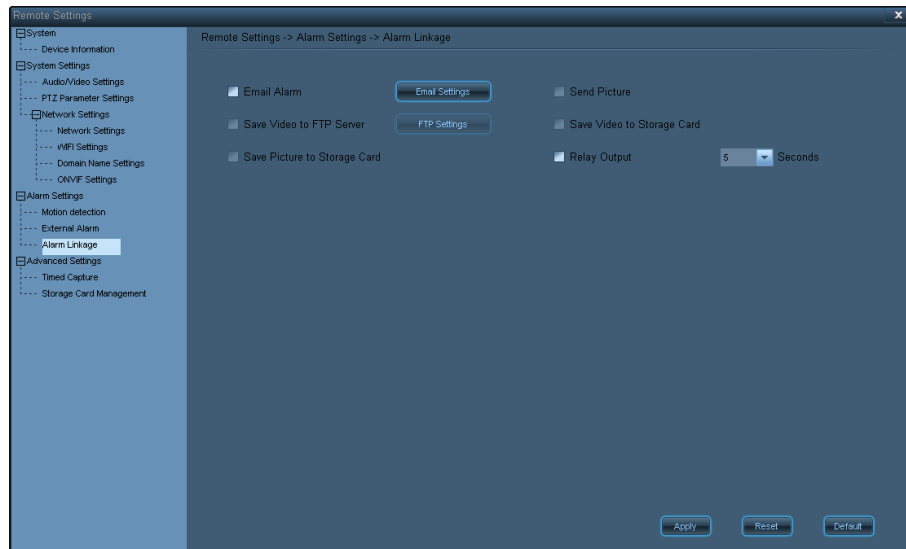 Remote Settings
X
System
Device Information
System Settings
Audio/Video Settings
PTZ Parameter Settings
Network Settings
Network Settings
WIFI Settings
Domain Name Settings
ONVIF Settings
Alarm Settings
Motion detection
External Alarm
Alarm Linkage
Advanced Settings
Timed Capture
Storage Card Management
Remote Settings -> Alarm Settings -> Alarm Linkage
Email Alarm Email Settings Send Picture
Save Video to FTP Server FTP Settings Save Video to Storage Card
Save Picture to Storage Card Relay Output 5 Seconds
Apply Reset Default